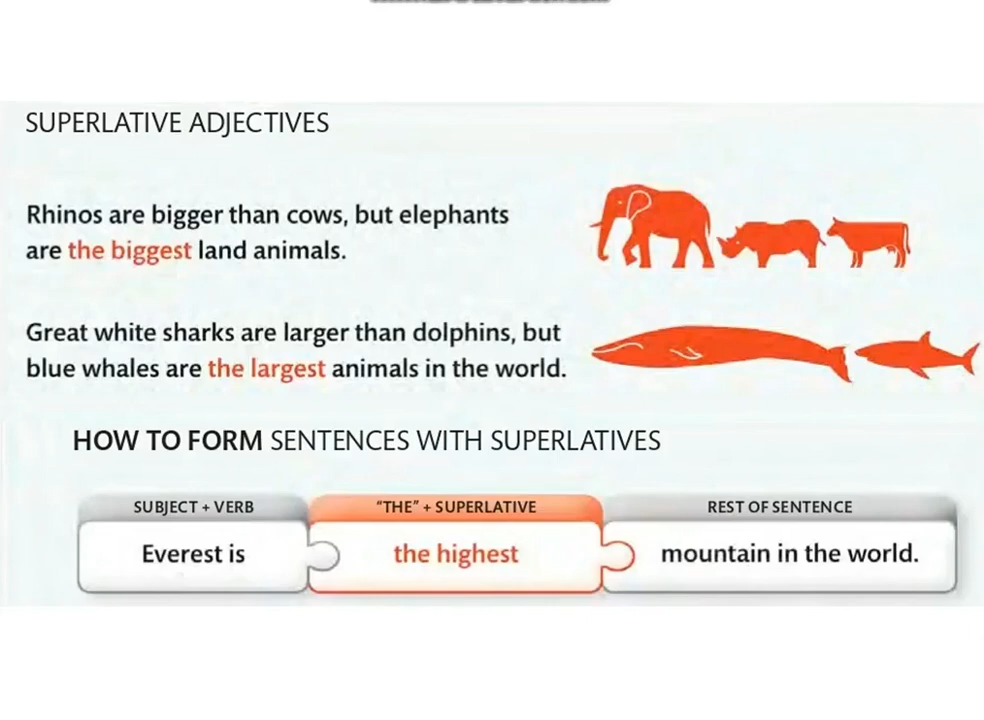 SUPERLATIVE ADJECTIVES
Rhinos are bigger than cows, but elephants
are the biggest land animals.
Great white sharks are larger than dolphins, but
blue whales are the largest animals in the world.
HOW TO FORM SENTENCES WITH SUPERLATIVES
SUBJECT + VERB
"THE" + SUPERLATIVE
REST OF SENTENCE
Everest is
the highest
mountain in the world.